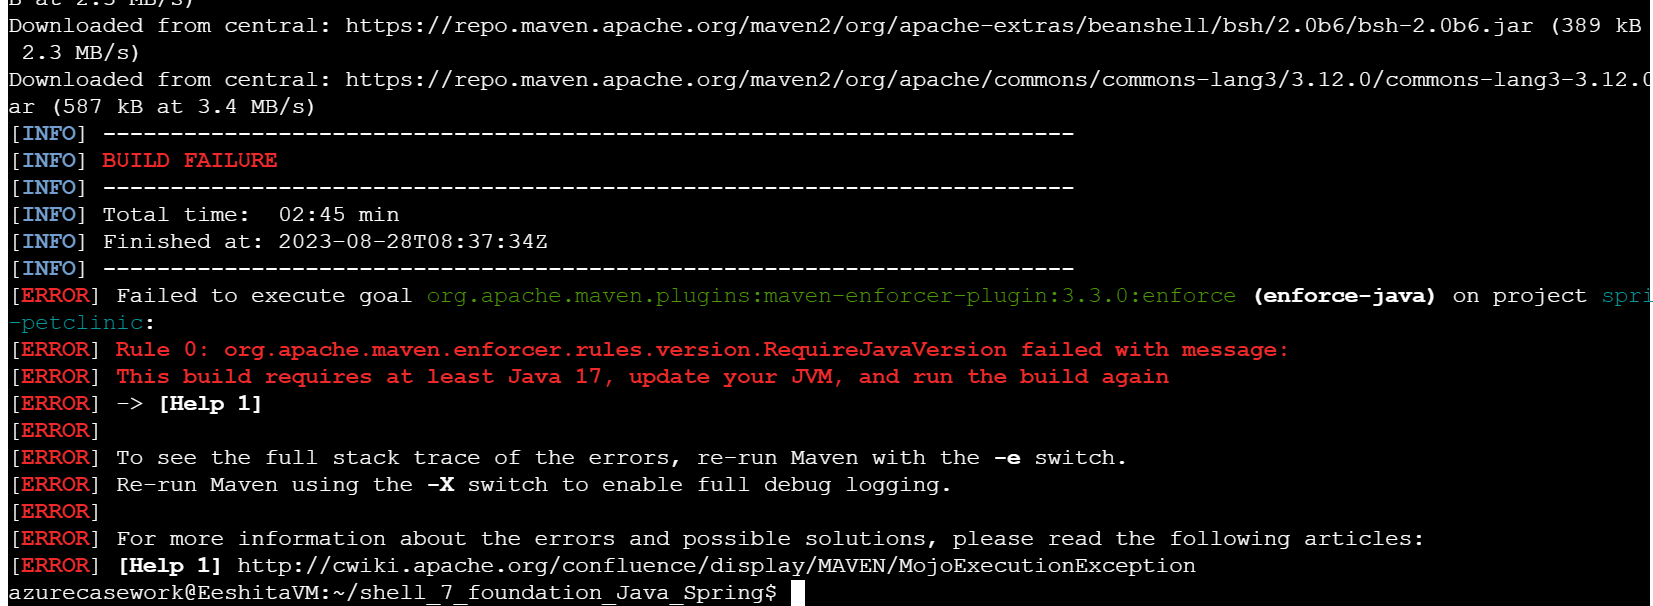 B at 2.3 MB/s)
Downloaded from central: https://repo.maven.apache.org/maven2/org/apache-extras/beanshell/bsh/2.0b6/bsh-2.0b6.jar (389 kB
2.3 MB/s)
Downloaded from central: https://repo.maven.apache.org/maven2/org/apache/commons/commons-lang3/3.12.0/commons-lang3-3.12.0
ar (587 kB at 3.4 MB/s)
[INFO] ------------------------------------------------------------------------
[INFO] BUILD FAILURE
[INFO] ------------------------------------------------------------------------
[INFO] Total time:  02:45 min
[INFO] Finished at: 2023-08-28T08:37:34Z
[INFO] ------------------------------------------------------------------------
[ERROR] Failed to execute goal org.apache.maven.plugins:maven-enforcer-plugin:3.3.0:enforce (enforce-java) on project spri
-petclinic:
[ERROR] Rule 0: org.apache.maven.enforcer.rules.version.RequireJavaVersion failed with message:
[ERROR] This build requires at least Java 17, update your JVM, and run the build again
[ERROR] -> [Help 1]
[ERROR]
[ERROR] To see the full stack trace of the errors, re-run Maven with the -e switch.
[ERROR] Re-run Maven using the -X switch to enable full debug logging.
[ERROR]
[ERROR] For more information about the errors and possible solutions, please read the following articles:
[ERROR] [Help 1] http://cwiki.apache.org/confluence/display/MAVEN/MojoExecutionException
azurecasework@EeshitaVM:~/shell_7_foundation_Java_Spring$